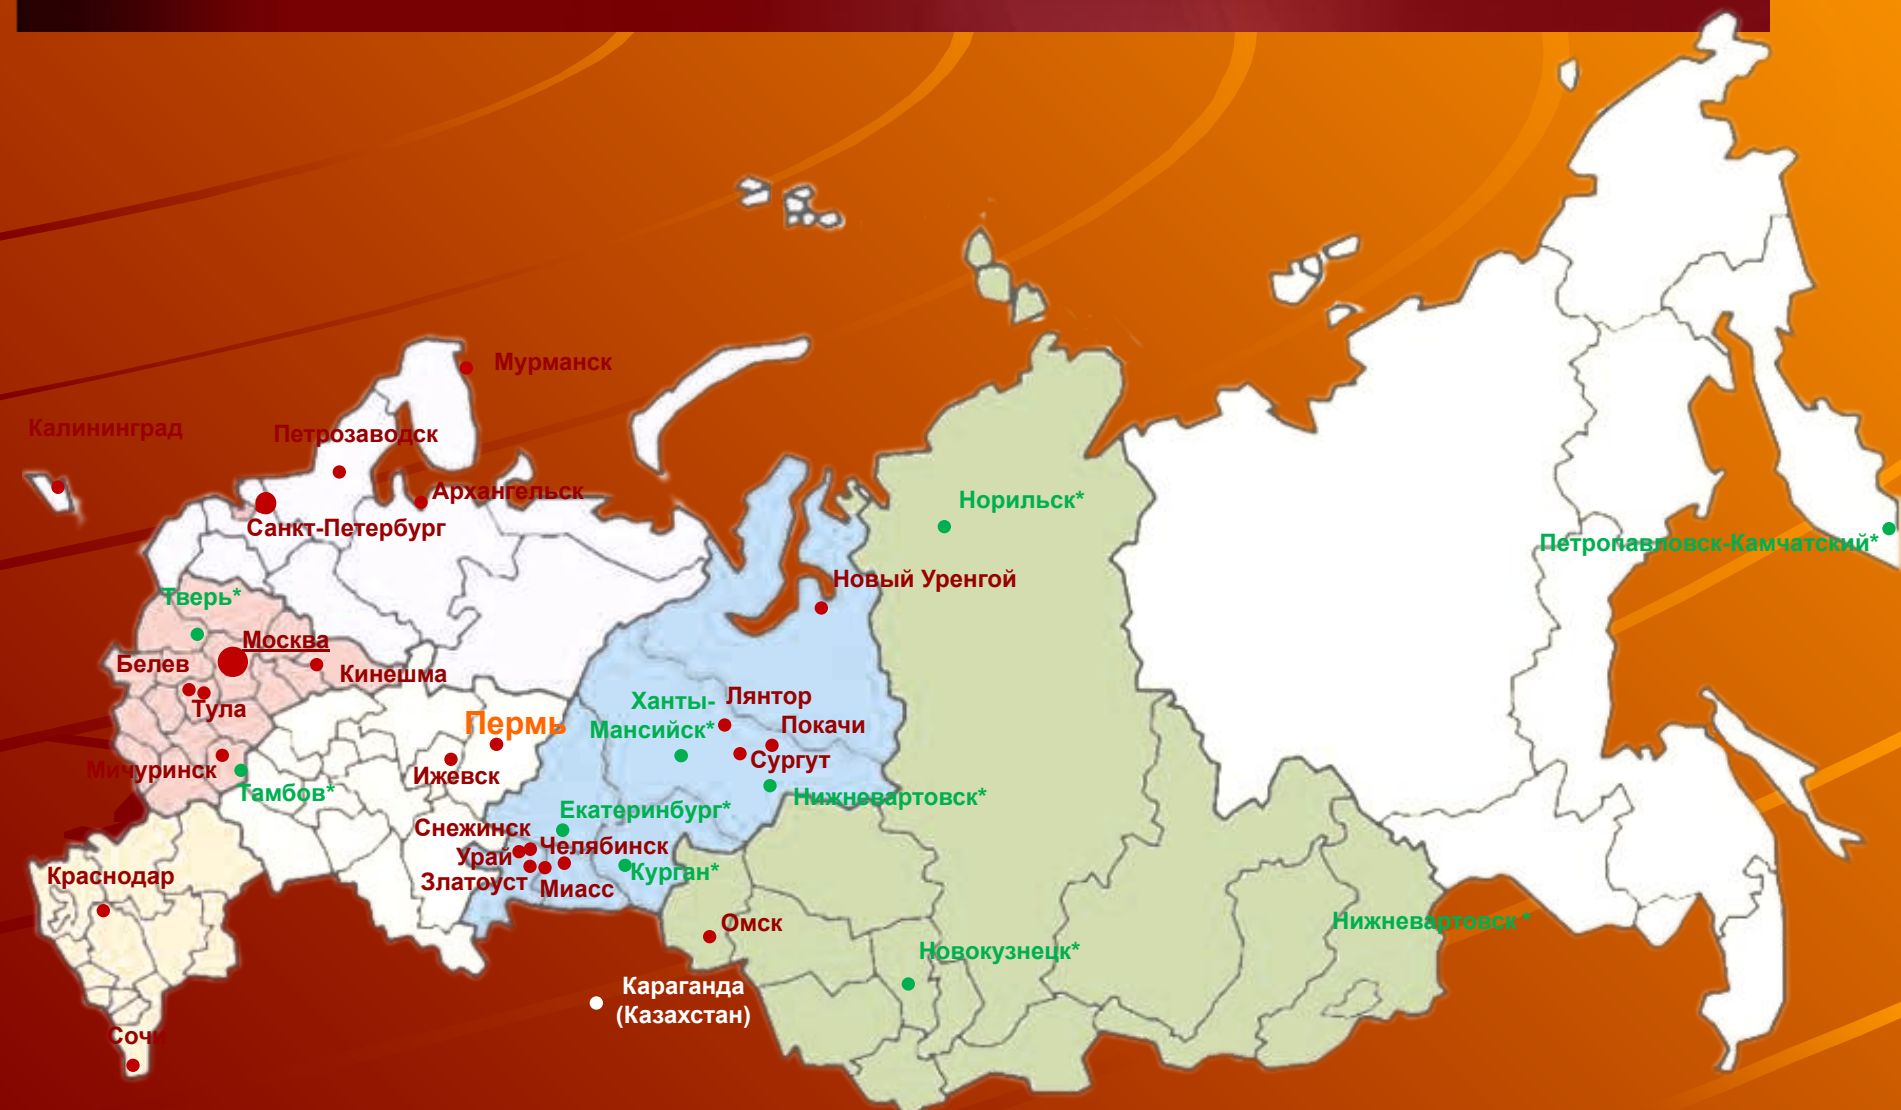 Мурманск
Калининград
Петрозаводск
Архангельск
Санкт-Петербург
Норильск*
Петропавловск-Камчатский*
Новый Уренгой
Тверь*
Москва
Белев
Кинешма
Тула
Ханты-
Мансийск*
Лянтор
Покачи
Пермь
Сургут
Мичуринск
Ижевск
Тамбов*
Нижневартовск*
Екатеринбург*
Снежинск
Челябинск
Урай
Курган*
Златоуст
Миасс
Краснодар
Омск
Нижневартовск *
Новокузнецк*
Караганда
(Казахстан)
Сочи